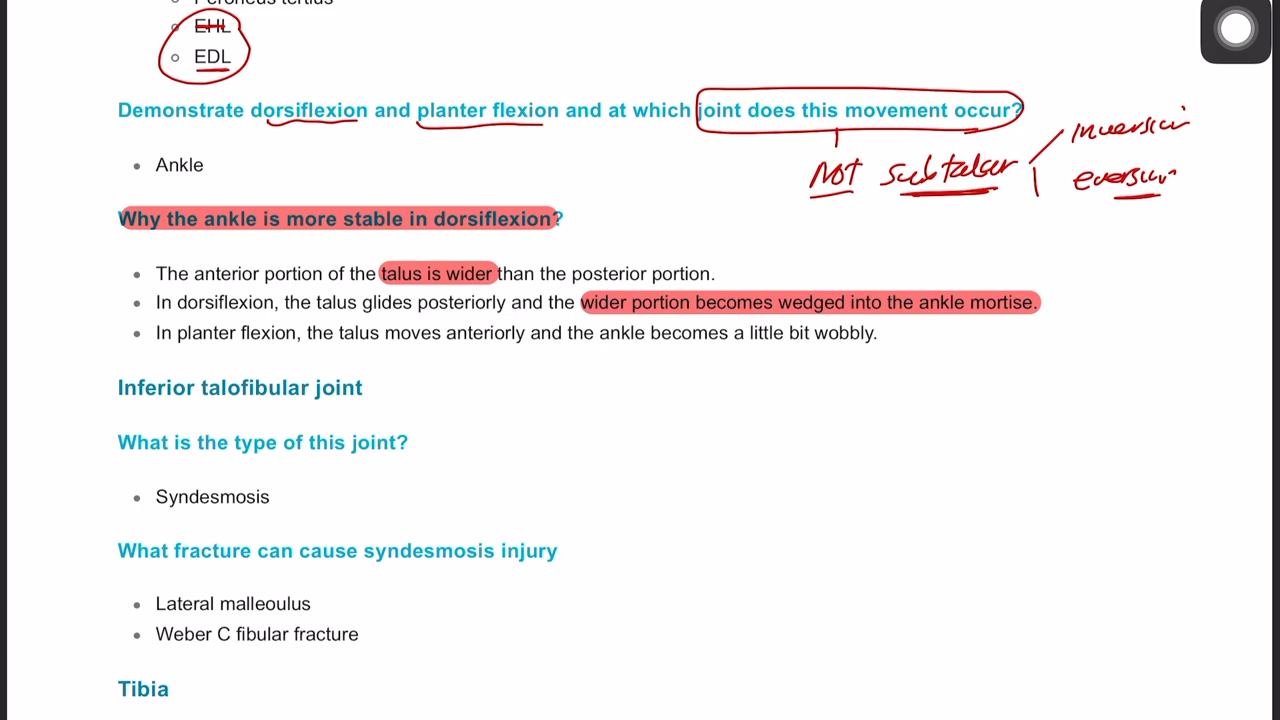 Peroneus tertius
EHL
EDL
Demonstrate dorsiflexion and planter flexion and at which joint does this movement occur?
Inversion
NOT subtalar
eversion
Ankle
Why the ankle is more stable in dorsiflexion?
The anterior portion of the talus is wider than the posterior portion.
In dorsiflexion, the talus glides posteriorly and the wider portion becomes wedged into the ankle mortise.
In planter flexion, the talus moves anteriorly and the ankle becomes a little bit wobbly.
Inferior talofibular joint
What is the type of this joint?
Syndesmosis
What fracture can cause syndesmosis injury
Lateral malleoulus
Weber C fibular fracture
Tibia